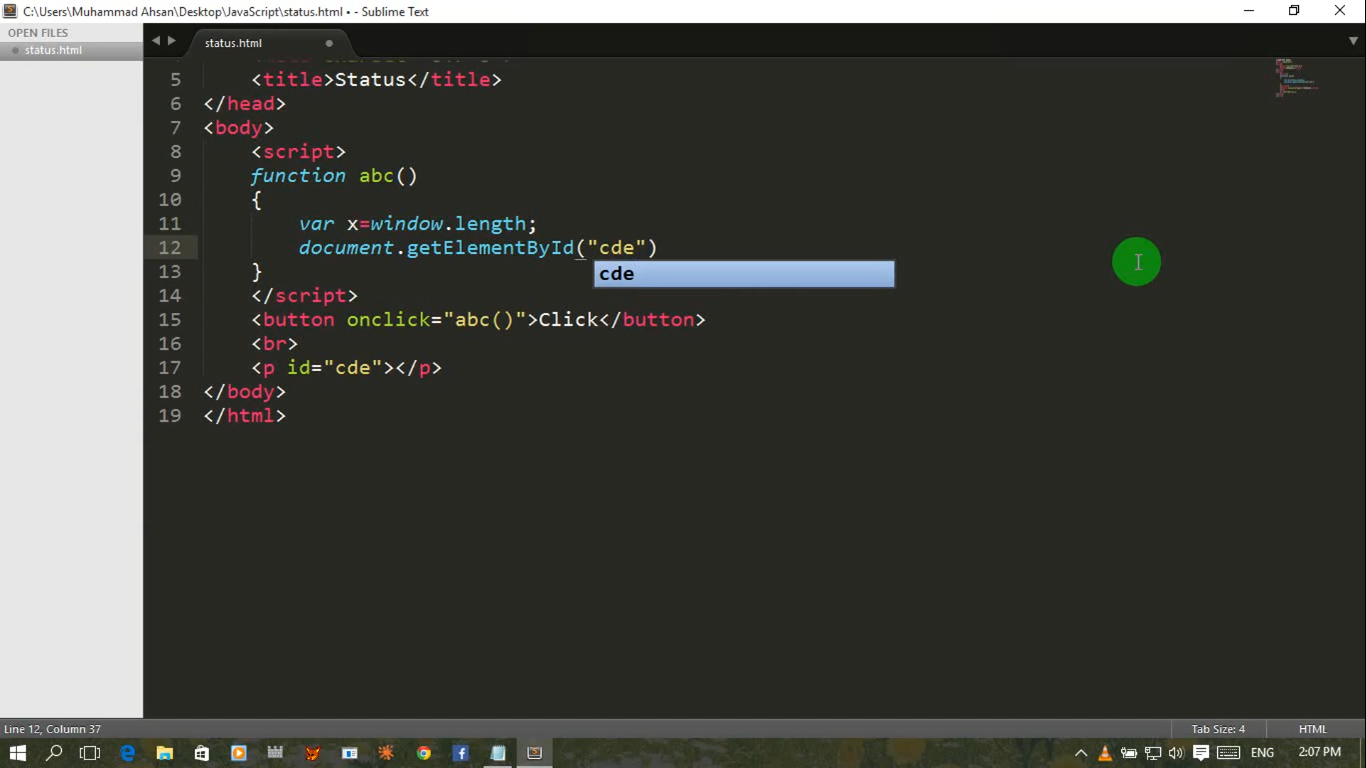 C:\Users\Muhammad Ahsan\Desktop\JavaScript\status.html • - Sublime Text
OPEN FILES
status.html
status.html
5 <title>Status</title>
6 </head>
7 <body>
8 <script>
9 function abc()
10 {
11 var x=window.length;
12 document.getElementById("cde")
cde
13 }
14 </script>
15 <button onclick="abc()">Click</button>
16 <br>
17 <p id="cde"></p>
18 </body>
19 </html>
Line 12, Column 37
Tab Size: 4
HTML
ENG
2:07 PM